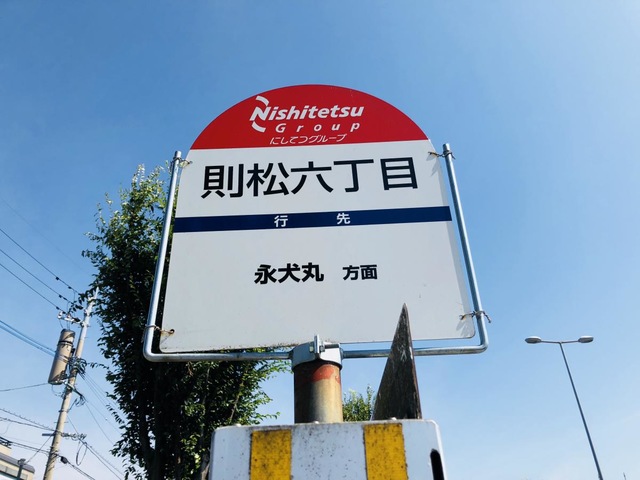 Nishitetsu
Group
にしてつグループ
則松六丁目
行先
永犬丸 方面